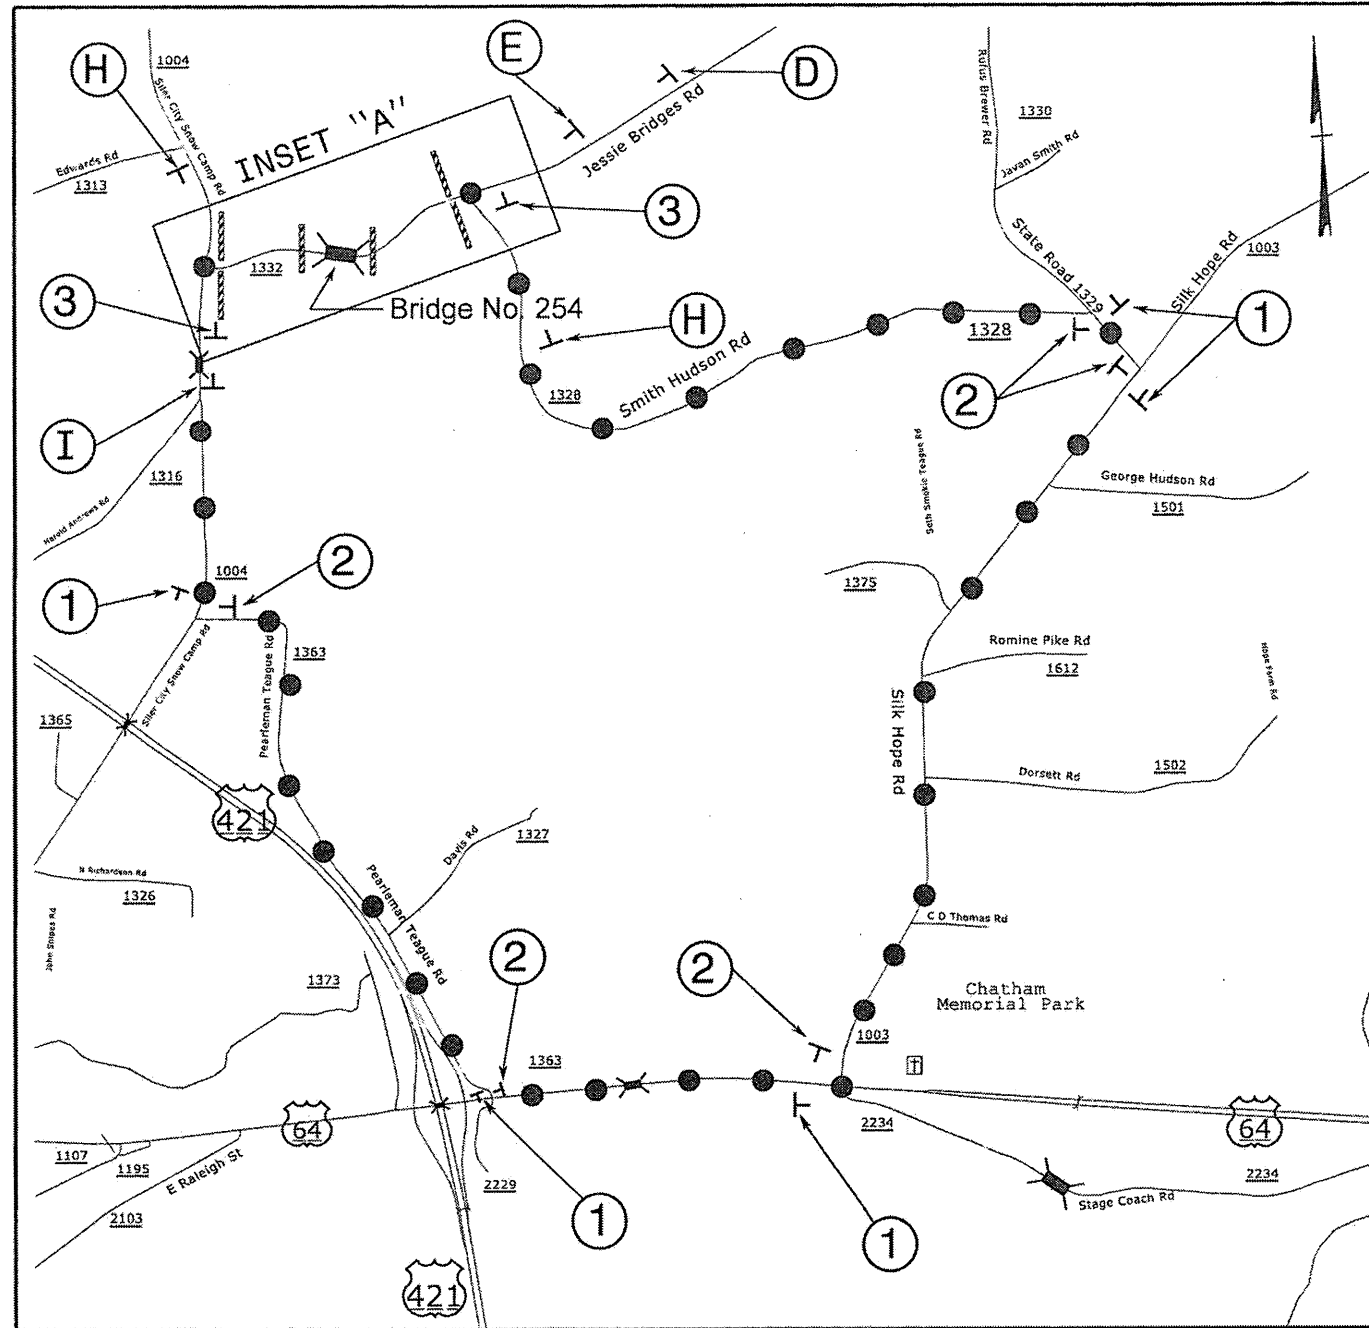 1004
E
D
H
Siler City Snow Camp Rd
INSET "A"
Jessie Bridges Rd
Rufus Brewer Rd
1330
Javan Smith Rd
Edwards Rd
1313
3
State Road 1329
Silk Hope Rd
1003
1332
3
Bridge No. 254
H
1
1328
2
Smith Hudson Rd
1328
I
Seth Smokie Teague Rd
George Hudson Rd
1501
1316
Harold Andrews Rd
2
1
1004
1375
Romine Pike Rd
1612
Pearleman Teague Rd
1363
Siler City Snow Camp Rd
Hope Farm Rd
1365
Silk Hope Rd
Dorsett Rd
1502
421
Davis Rd
1327
N Richardson Rd
1326
Pearleman Teague Rd
John Snipes Rd
C D Thomas Rd
2
2
1373
Chatham
Memorial Park
1003
1363
64
2234
64
1107
1195
E Raleigh St
2103
2229
2234
Stage Coach Rd
1
1
421